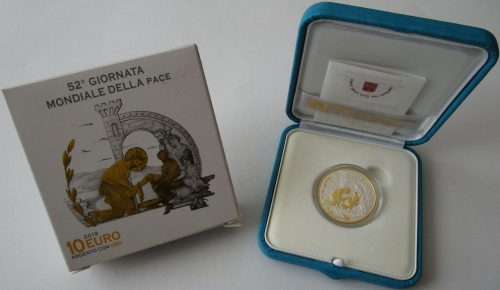 52ª GIORNATA
MONDIALE DELLA PACE
2019
10 EURO
ARGENTO CON ORO